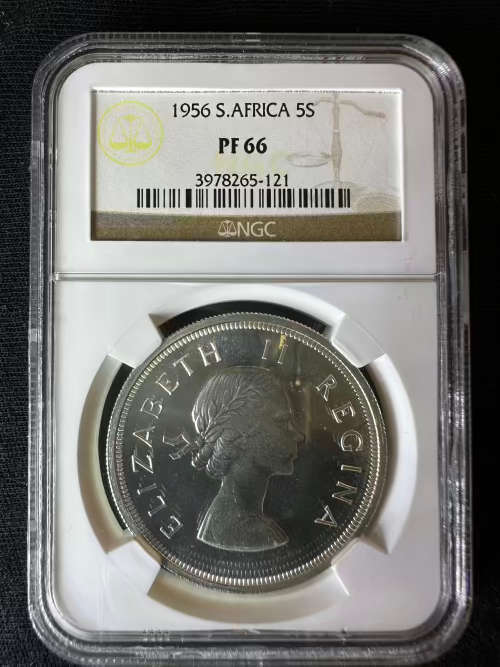 1956 S.AFRICA 5S
PF 66
3978265-121
NGC
ELIZABETH II REGINA